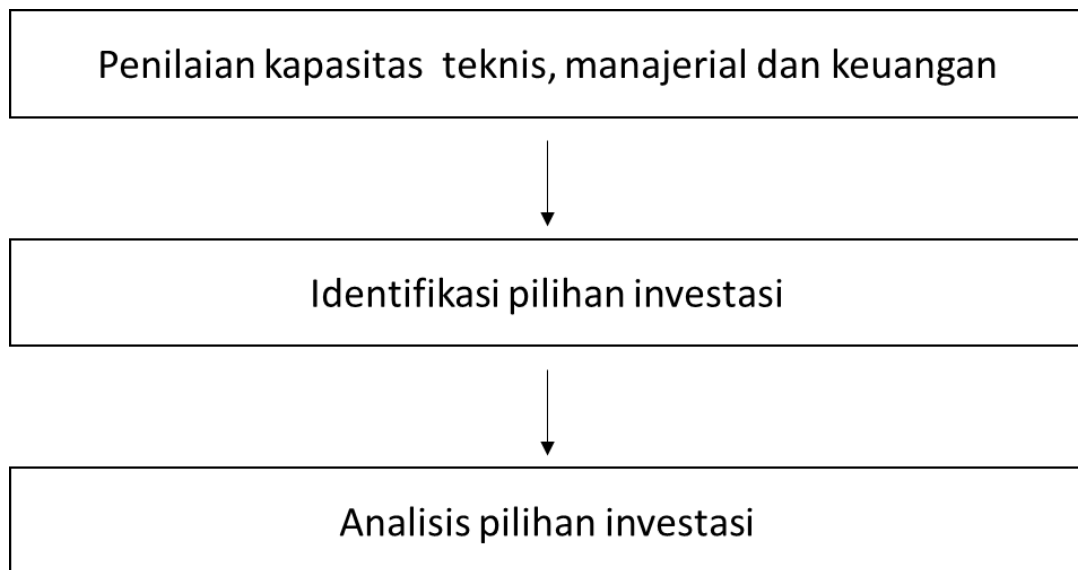 Penilaian kapasitas teknis, manajerial dan keuangan
Identifikasi pilihan investasi
Analisis pilihan investasi